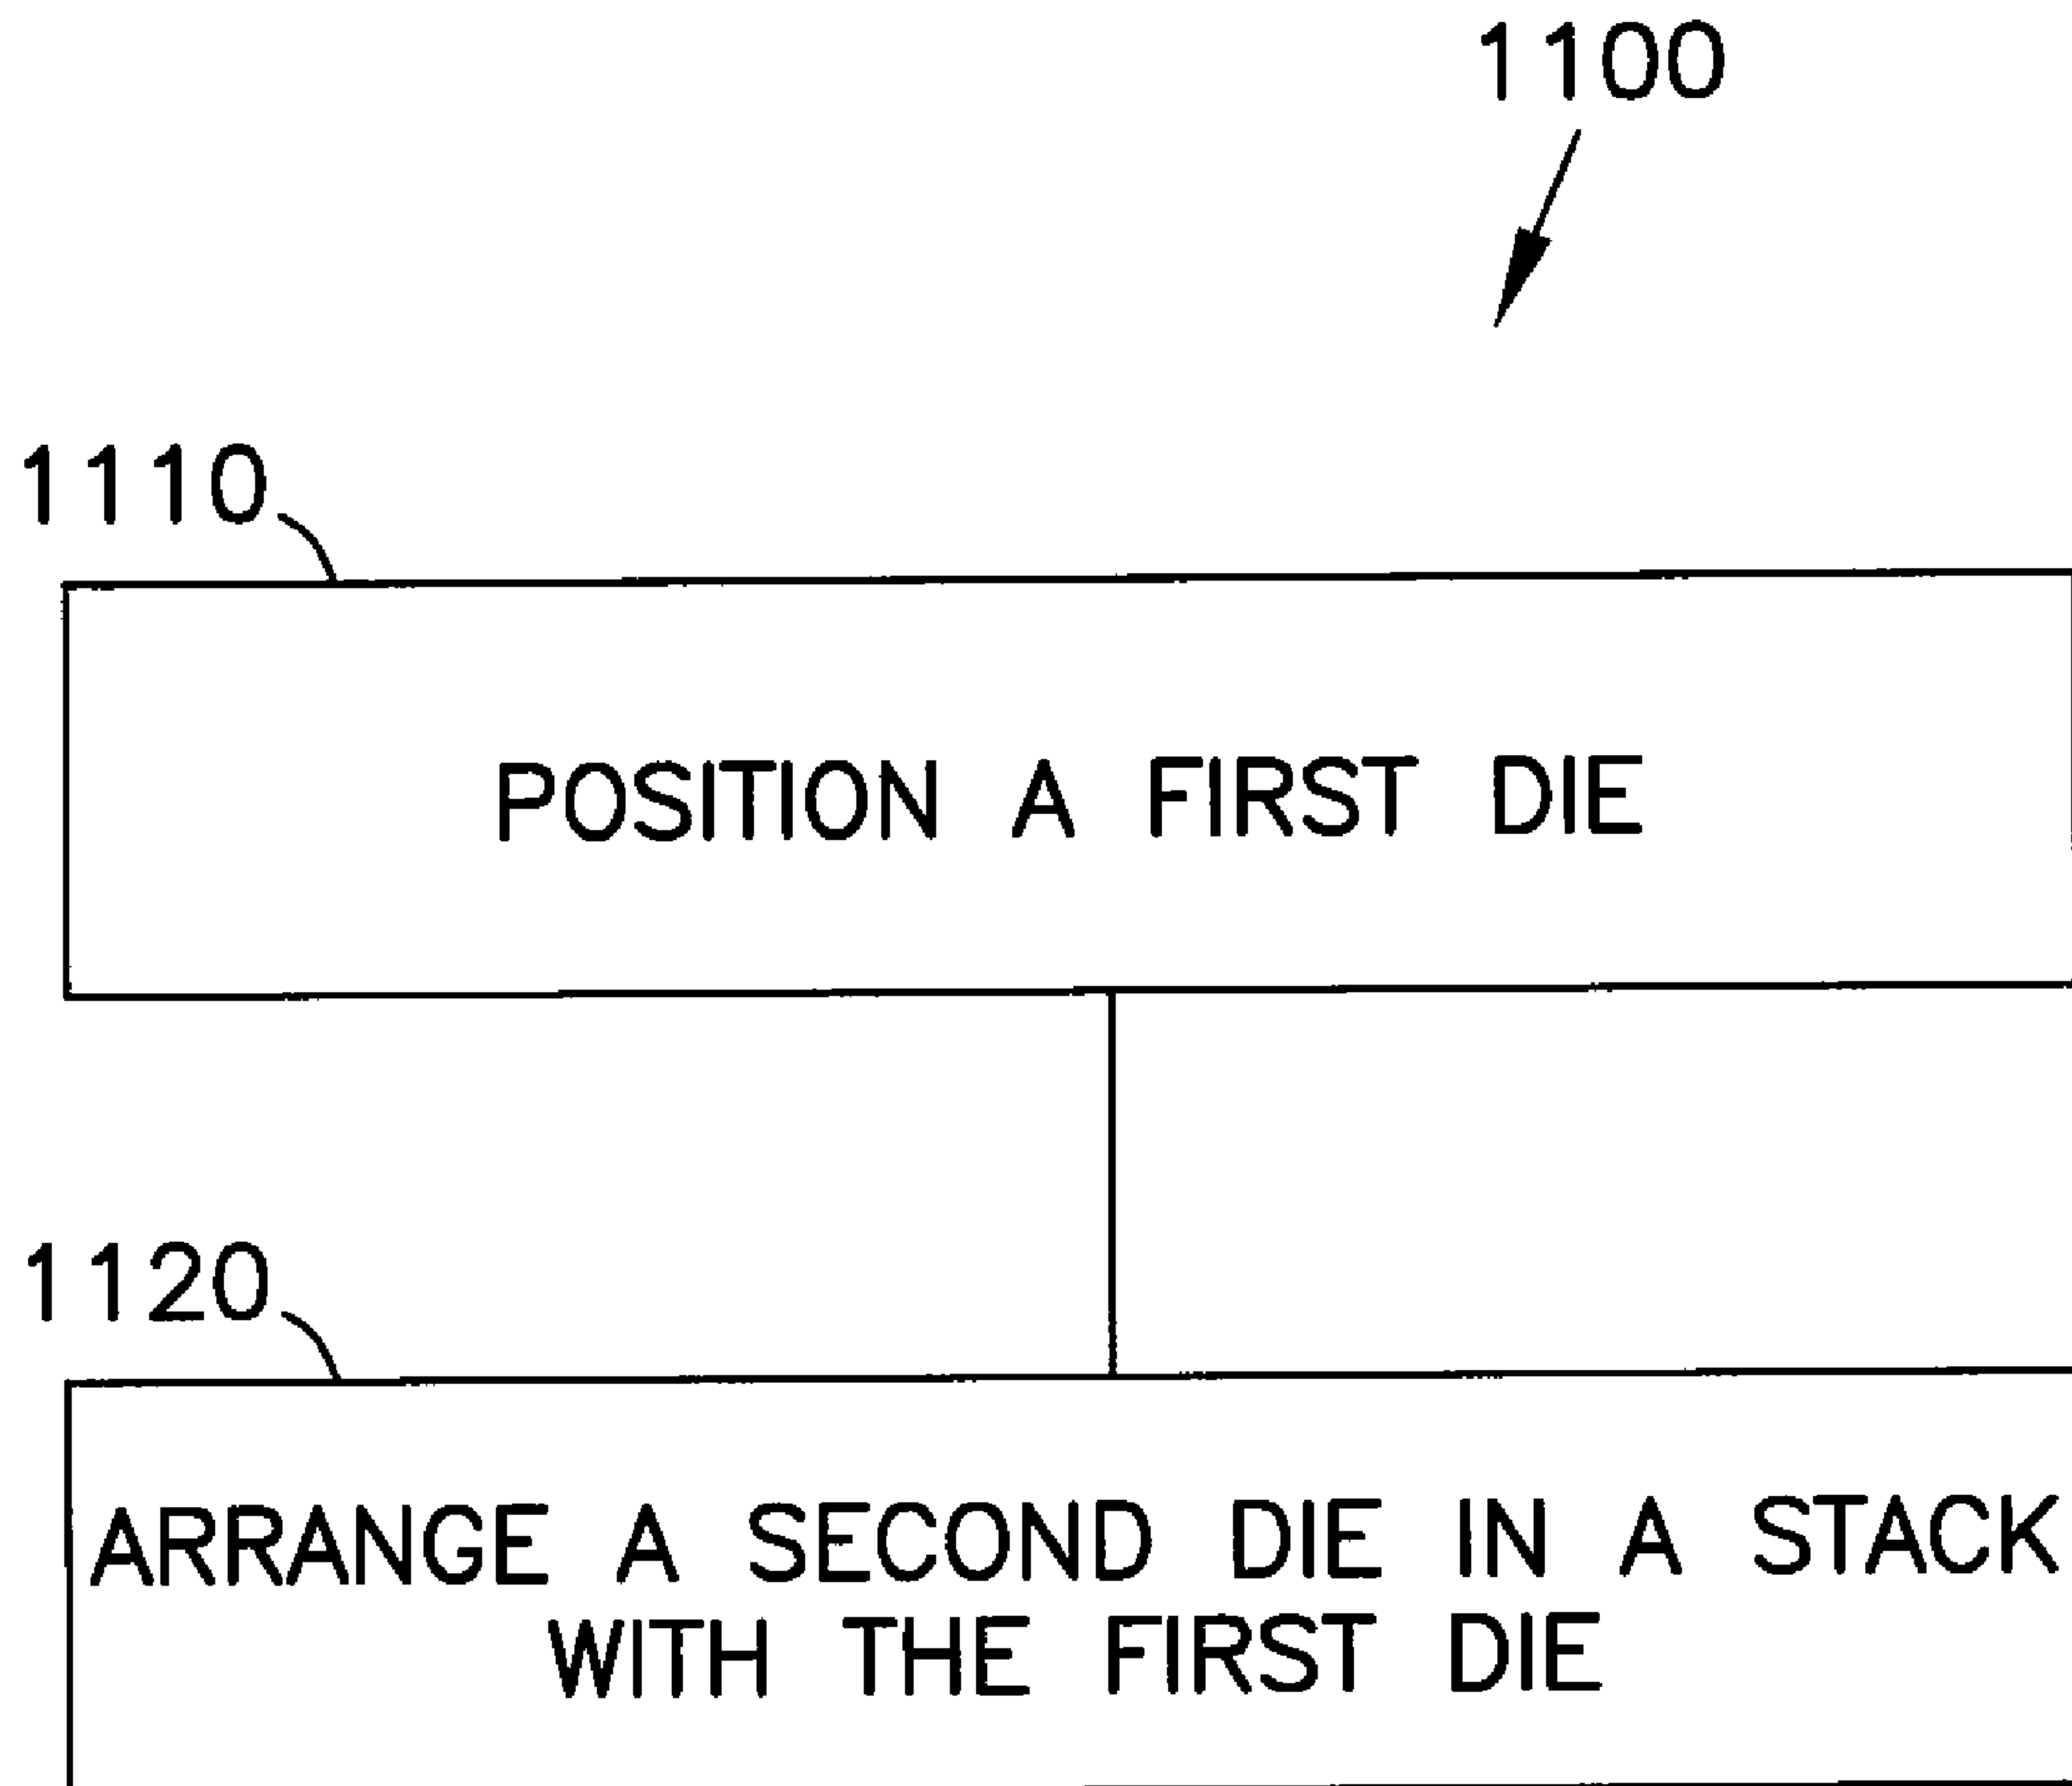 1100
1110
POSITION A FIRST DIE
1120
ARRANGE A SECOND DIE IN A STACK
WITH THE FIRST DIE